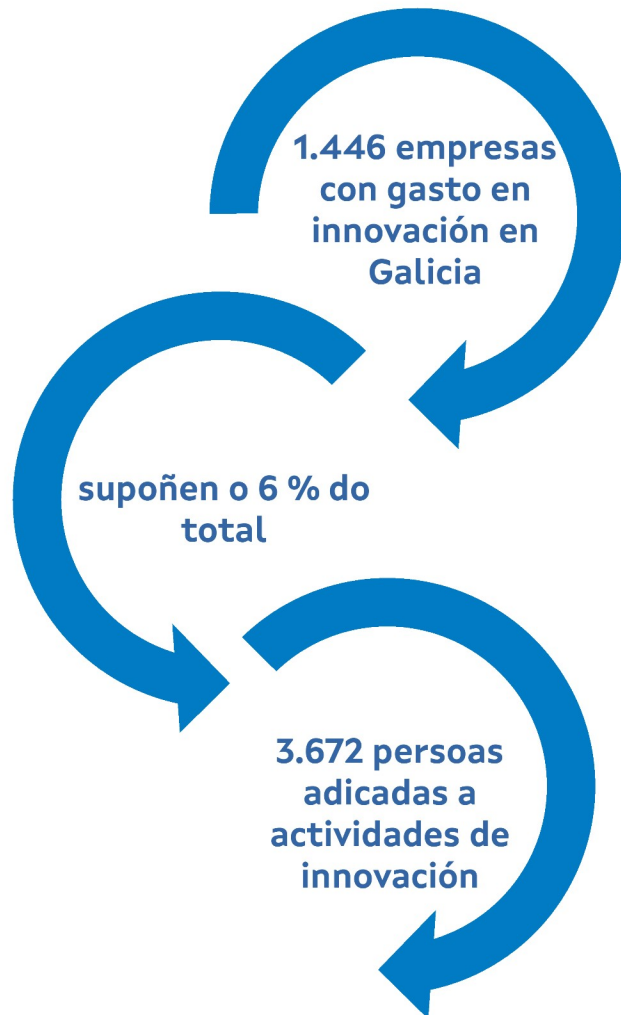 1.446 empresas
con gasto en
innovación en
Galicia
supoñen o 6 % do
total
3.672 persoas
adicadas a
actividades de
innovación